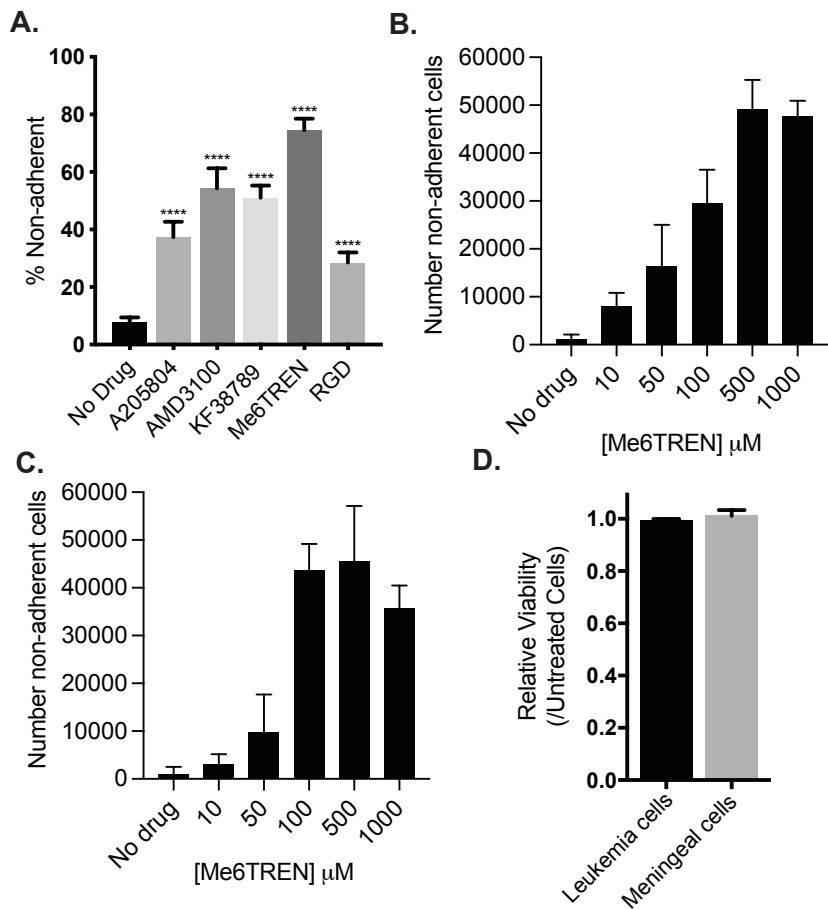 A.
100
80
60
40
20
0
% Non-adherent
****
****
****
****
****
No Drug
A205804
AMD3100
KF38789
Me6TREN
RGD
B.
60000
50000
40000
30000
20000
10000
0
Number non-adherent cells
No drug
10
50
100
500
1000
[Me6TREN] μM
C.
60000
50000
40000
30000
20000
10000
0
Number non-adherent cells
No drug
10
50
100
500
1000
[Me6TREN] μM
D.
1.0
0.8
0.6
0.4
0.2
0.0
Relative Viability
(/Untreated Cells)
Leukemia cells
Meningeal cells